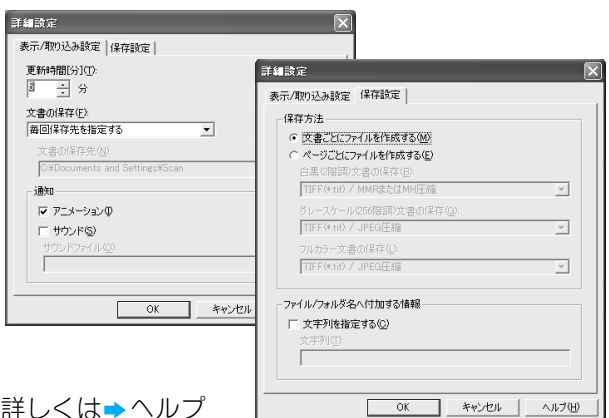 詳細設定
表示/取り込み設定 保存設定
更新時間[分](T):
分
文書の保存(F):
毎回保存先を指定する
文書の保存先(N):
C:¥Documents and Settings¥Scan
通知
アニメーション(I)
サウンド(S)
サウンドファイル(O):
OK キャンセル
詳細設定
表示/取り込み設定 保存設定
保存方法
文書ごとにファイルを作成する(M)
ページごとにファイルを作成する(E)
白黒(2階調)文書の保存(B):
TIFF(*.tif) / MMRまたはMH圧縮
グレースケール(256階調)文書の保存(G):
TIFF(*.tif) / JPEG圧縮
フルカラー文書の保存(L):
TIFF(*.tif) / JPEG圧縮
ファイル/フォルダ名へ付加する情報
文字列を指定する(C)
文字列(T):
OK キャンセル ヘルプ(H)
詳しくは➡ヘルプ